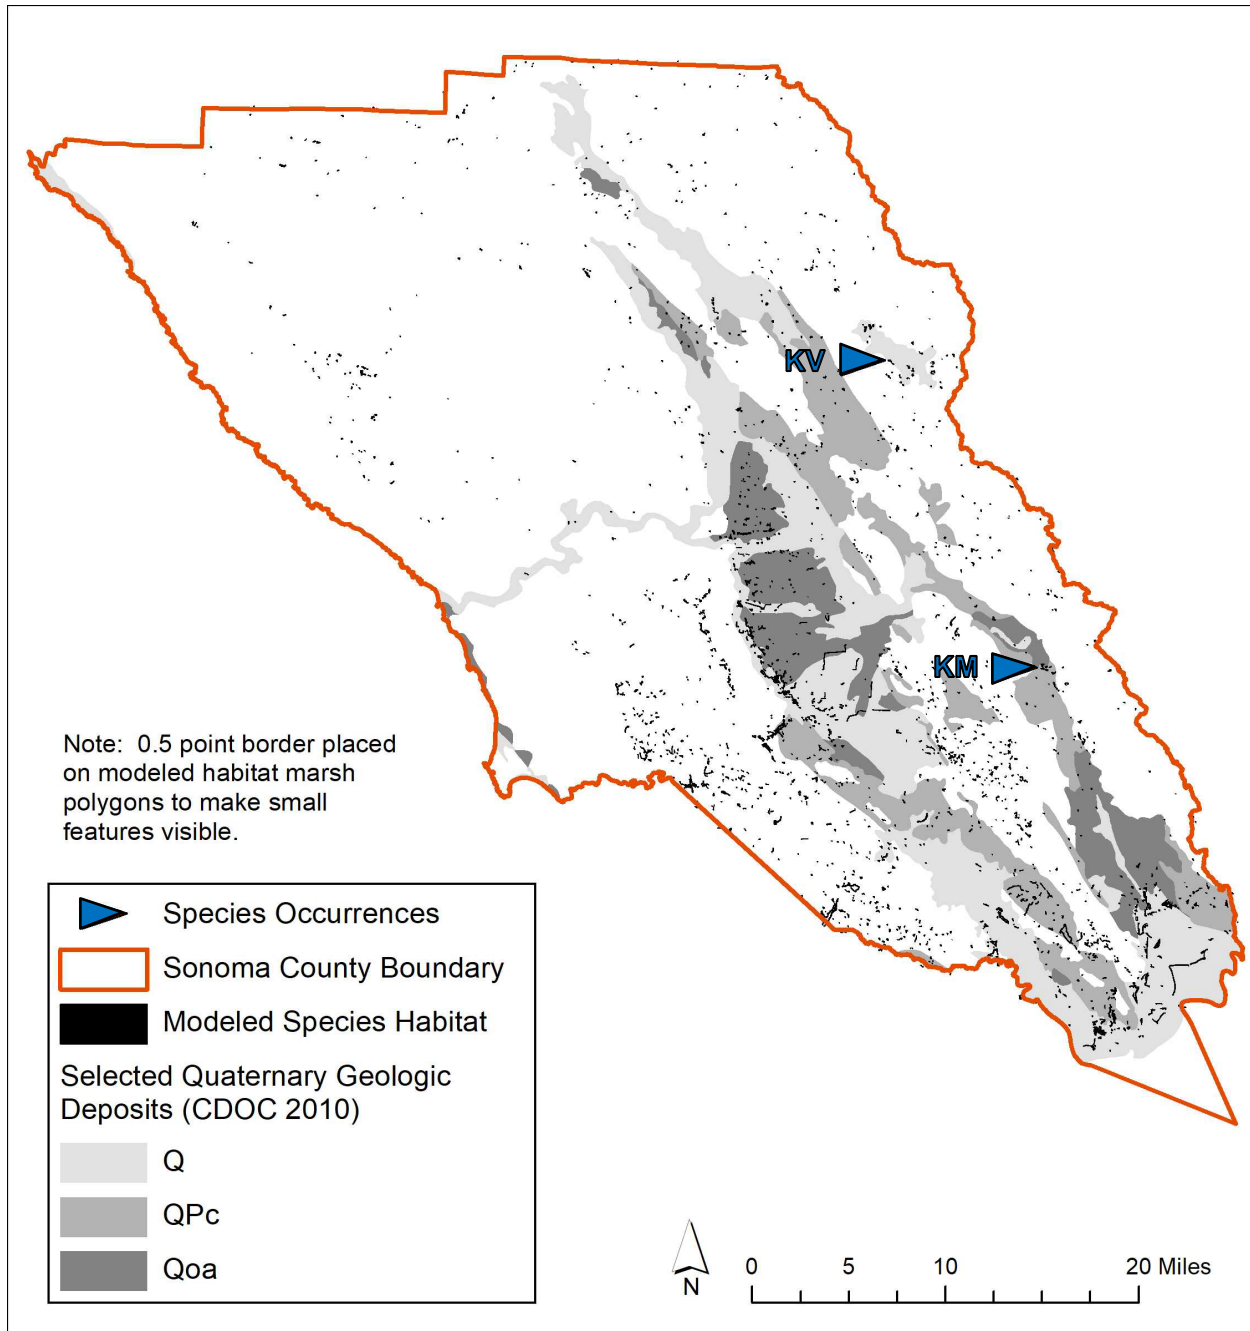 KV
KM
Note: 0.5 point border placed
on modeled habitat marsh
polygons to make small
features visible.
Species Occurrences
Sonoma County Boundary
Modeled Species Habitat
Selected Quaternary Geologic
Deposits (CDOC 2010)
Q
QPc
Qoa
N
0 5 10 20 Miles